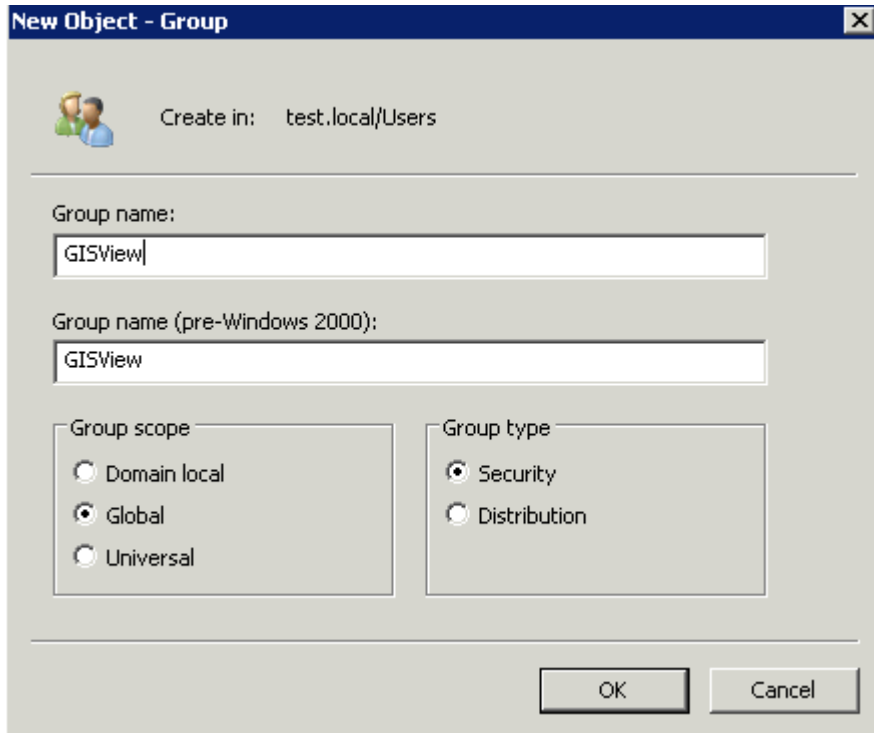 New Object - Group
Create in: test.local/Users
Group name:
GISView
Group name (pre-Windows 2000):
GISView
Group scope
Domain local
Global
Universal
Group type
Security
Distribution
OK
Cancel